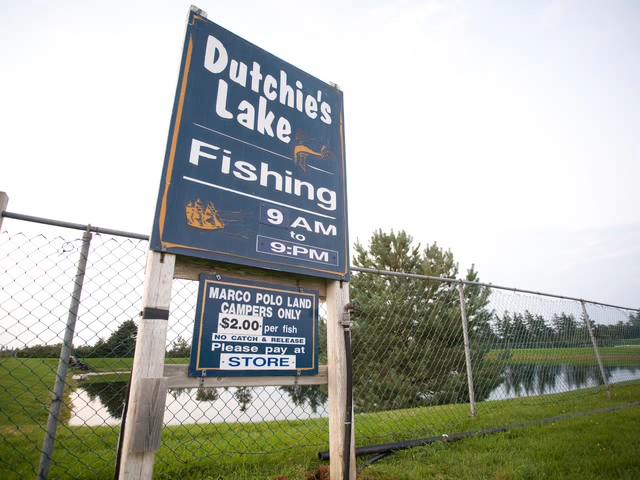 Dutchie's
Lake
Fishing
9 AM
to
9:PM
MARCO POLO LAND
CAMPERS ONLY
$2.00 per fish
NO CATCH & RELEASE
Please pay at
STORE